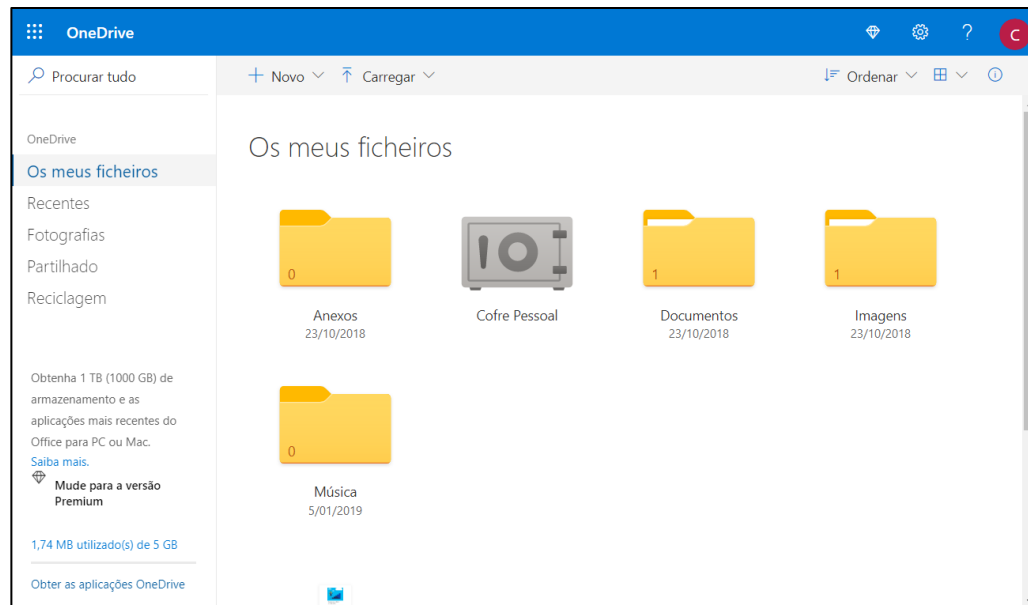 OneDrive
C
Procurar tudo
Novo
Carregar
Ordenar
OneDrive
Os meus ficheiros
Recentes
Fotografias
Partilhado
Reciclagem
Obtenha 1 TB (1000 GB) de
armazenamento e as
aplicações mais recentes do
Office para PC ou Mac.
Saiba mais.
Mude para a versão
Premium
1,74 MB utilizado(s) de 5 GB
Obter as aplicações OneDrive
Os meus ficheiros
0
Anexos
23/10/2018
Cofre Pessoal
1
Documentos
23/10/2018
1
Imagens
23/10/2018
0
Música
5/01/2019